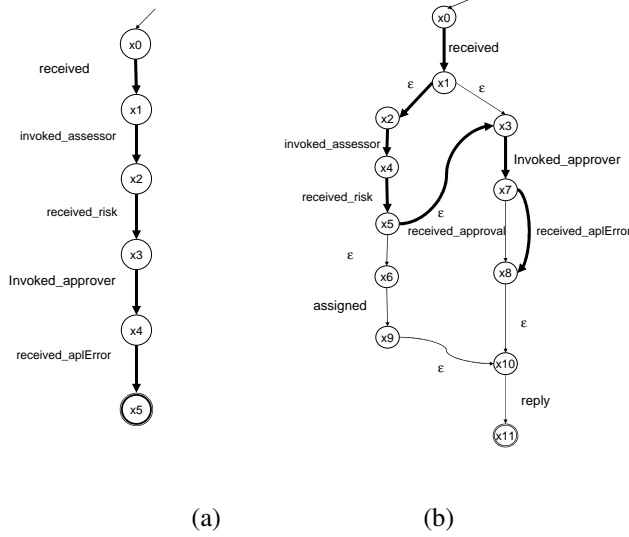 x0
received
x1
invoked_assessor
x2
received_risk
x3
Invoked_approver
x4
received_aplError
x5
(a)
x0
received
x1
ε
ε
x2
x3
invoked_assessor
Invoked_approver
x4
x7
received_risk
ε
x5
received_approval
received_aplError
ε
x6
x8
assigned
ε
x9
ε
x10
reply
x11
(b)